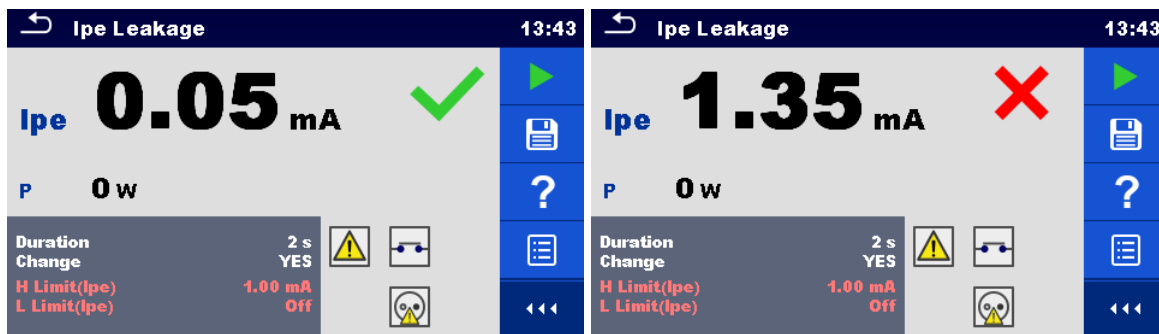 Ipe Leakage 13:43
Ipe 0.05 mA
P 0 W
?
Duration 2 s
Change YES
H Limit(Ipe) 1.00 mA
L Limit(Ipe) Off
Ipe Leakage 13:43
Ipe 1.35 mA
P 0 W
?
Duration 2 s
Change YES
H Limit(Ipe) 1.00 mA
L Limit(Ipe) Off